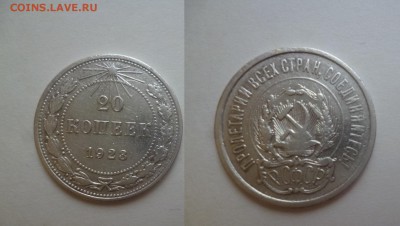 COINS.LAVE.RU
20
КОПЕЕК
1923
ПРОЛЕТАРИИ ВСЕХ СТРАН, СОЕДИНЯЙТЕСЬ!